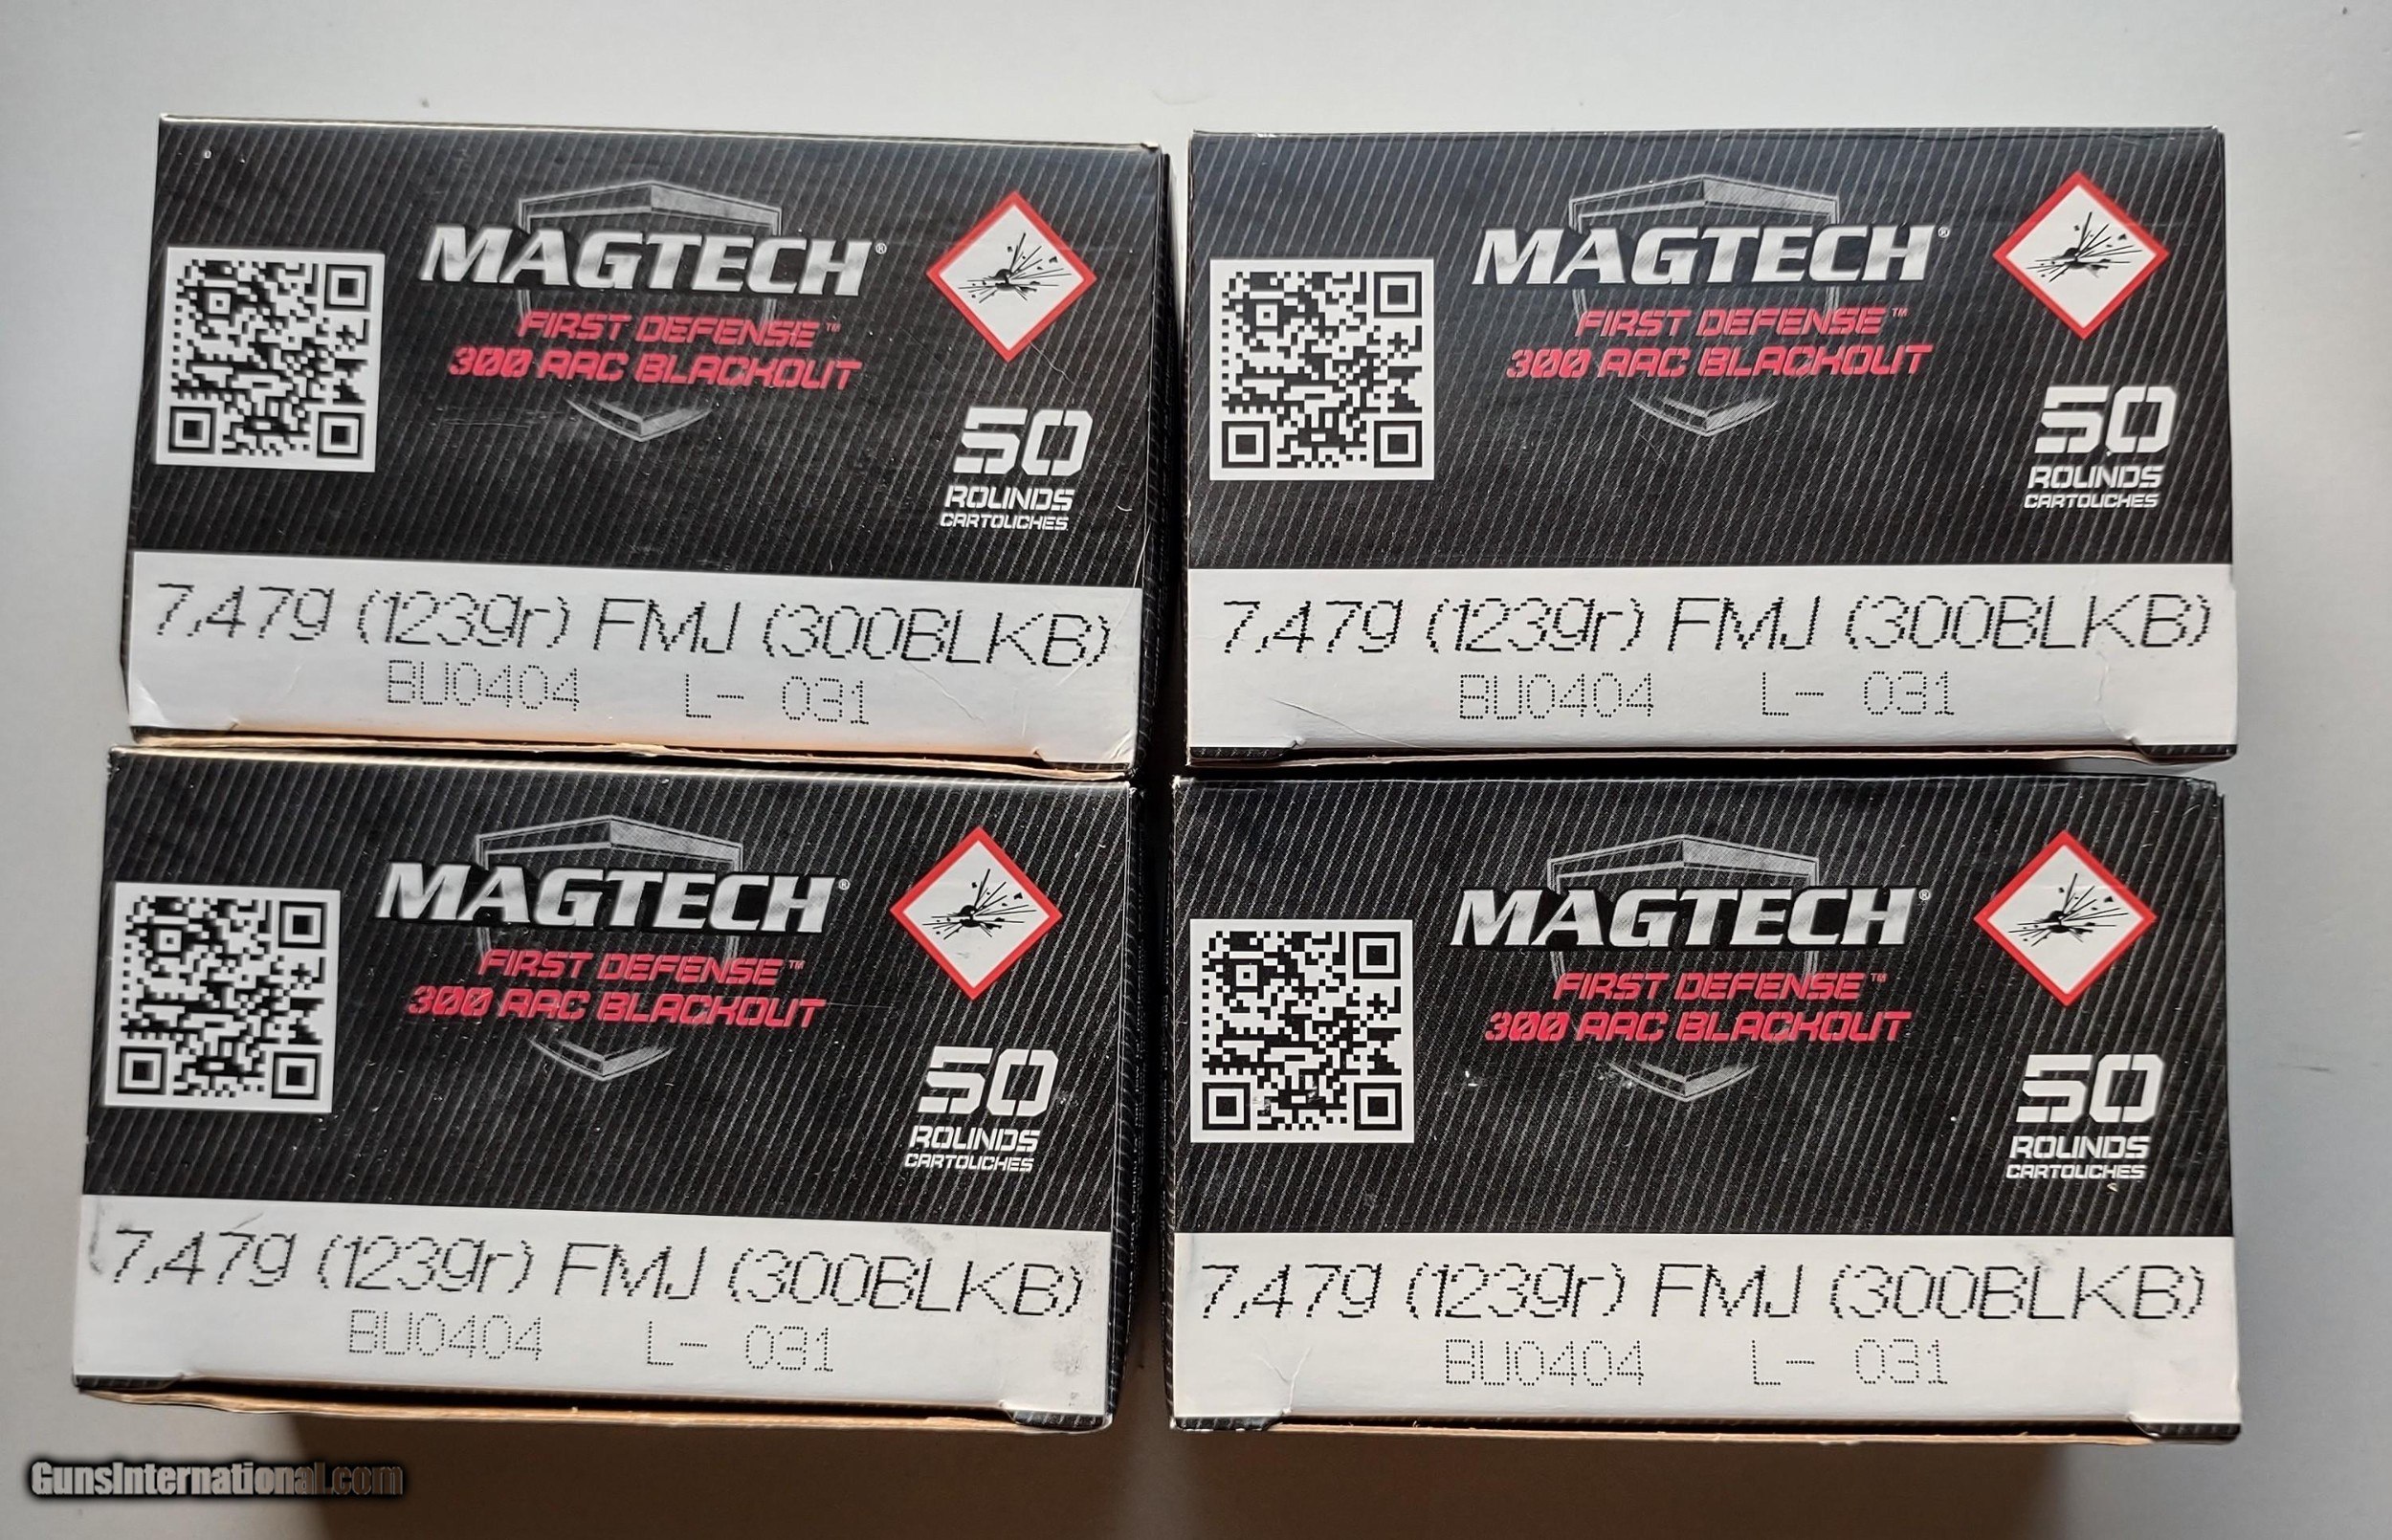 MAGTECH®
FIRST DEFENSE™
300 AAC BLACKOUT
50
ROUNDS
CARTOUCHES
7,47g (123gr) FMJ (300BLKB)
BU0404 L- 031
MAGTECH®
FIRST DEFENSE™
300 AAC BLACKOUT
50
ROUNDS
CARTOUCHES
7,47g (123gr) FMJ (300BLKB)
BU0404 L- 031
MAGTECH®
FIRST DEFENSE™
300 AAC BLACKOUT
50
ROUNDS
CARTOUCHES
7,47g (123gr) FMJ (300BLKB)
BU0404 L- 031
MAGTECH®
FIRST DEFENSE™
300 AAC BLACKOUT
50
ROUNDS
CARTOUCHES
7,47g (123gr) FMJ (300BLKB)
BU0404 L- 031
GunsInternational.com